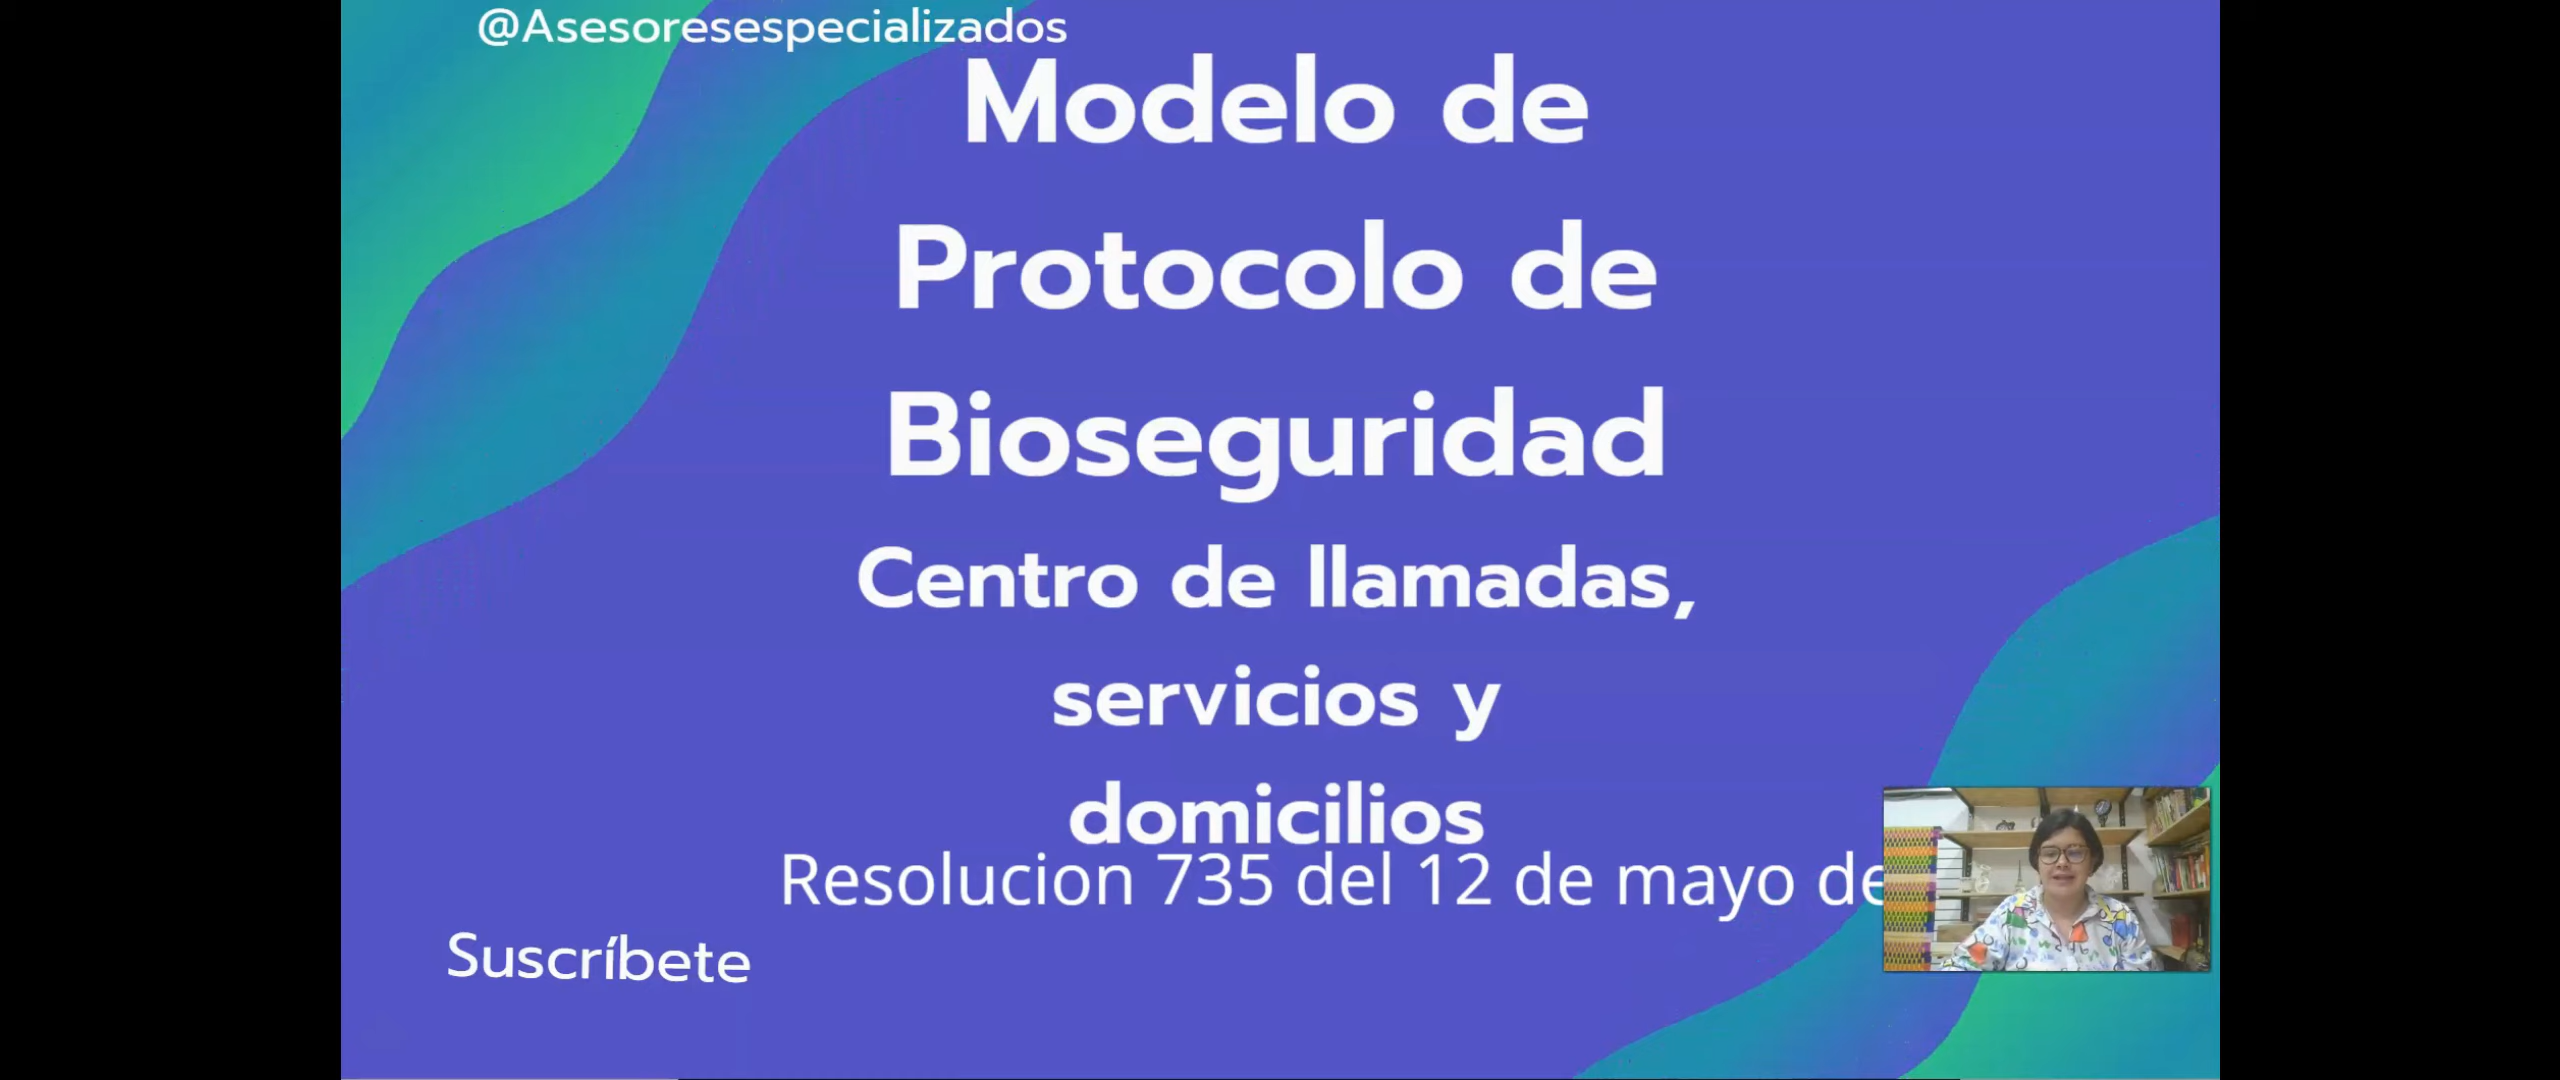 @Asesoresespecializados
Modelo de
Protocolo de
Bioseguridad
Centro de llamadas,
servicios y
domicilios
Resolucion 735 del 12 de mayo de
Suscríbete